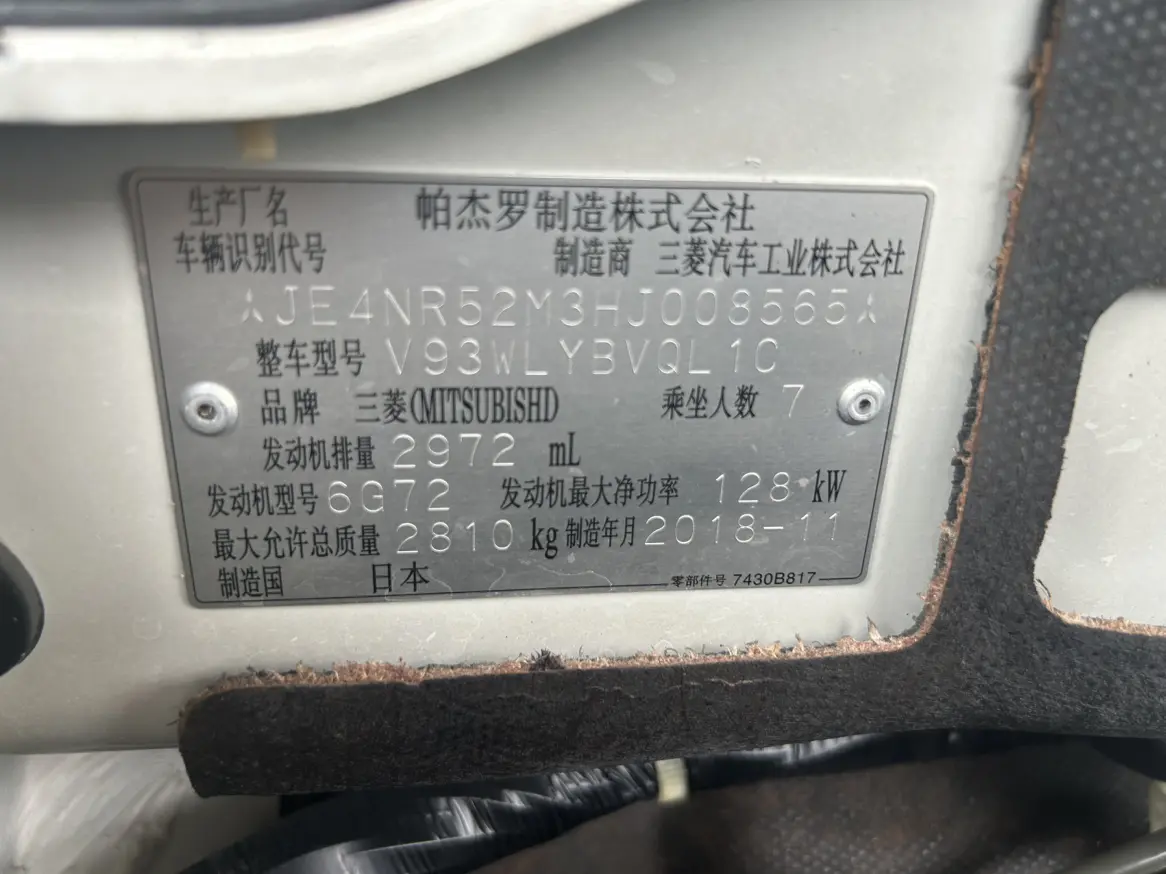 生产厂名 帕杰罗制造株式会社
车辆识别代号 制造商 三菱汽车工业株式会社
JE4NR52M3HJ008565
整车型号 V93WLYBVQL1C
品牌 三菱(MITSUBISHI) 乘坐人数 7
发动机排量 2972 mL
发动机型号 6G72 发动机最大净功率 128 kW
最大允许总质量 2810 kg 制造年月 2018-11
制造国 日本
零部件号 7430B817